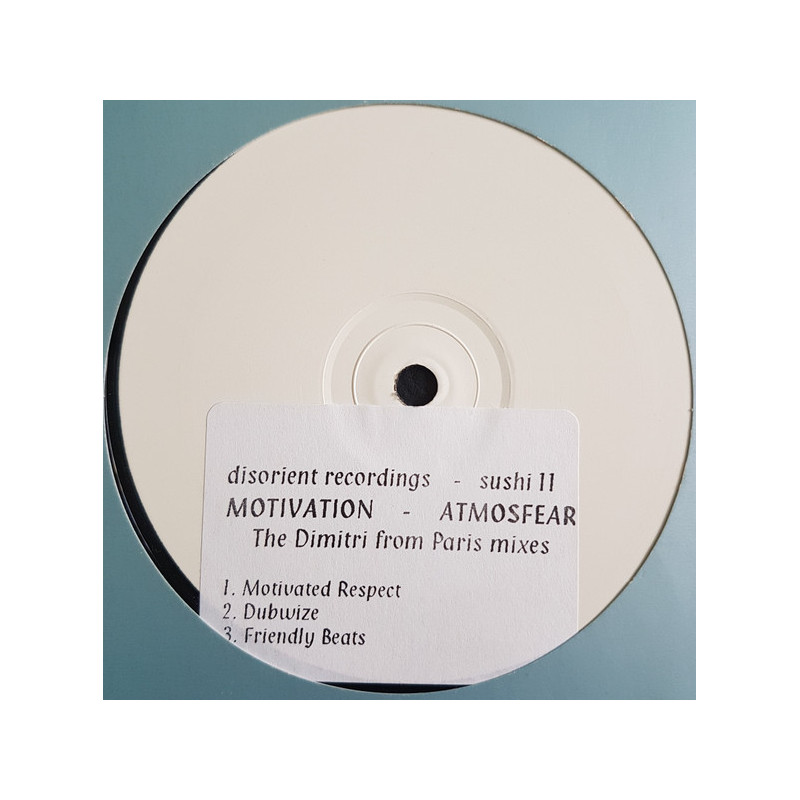 disorient recordings - sushi 11
MOTIVATION - ATMOSFEAR
The Dimitri from Paris mixes
1. Motivated Respect
2. Dubwize
3. Friendly Beats